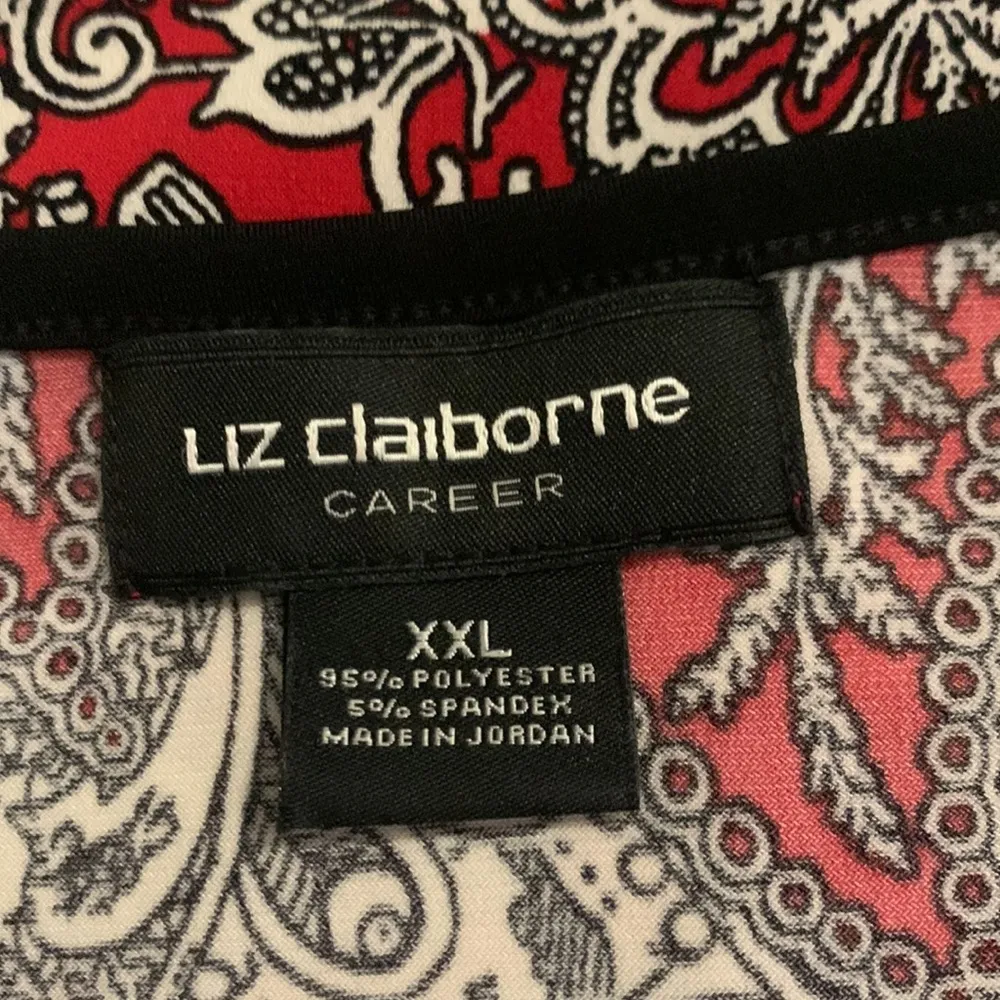 Liz claiborne
CAREER
XXL
95% POLYESTER
5% SPANDEX
MADE IN JORDAN